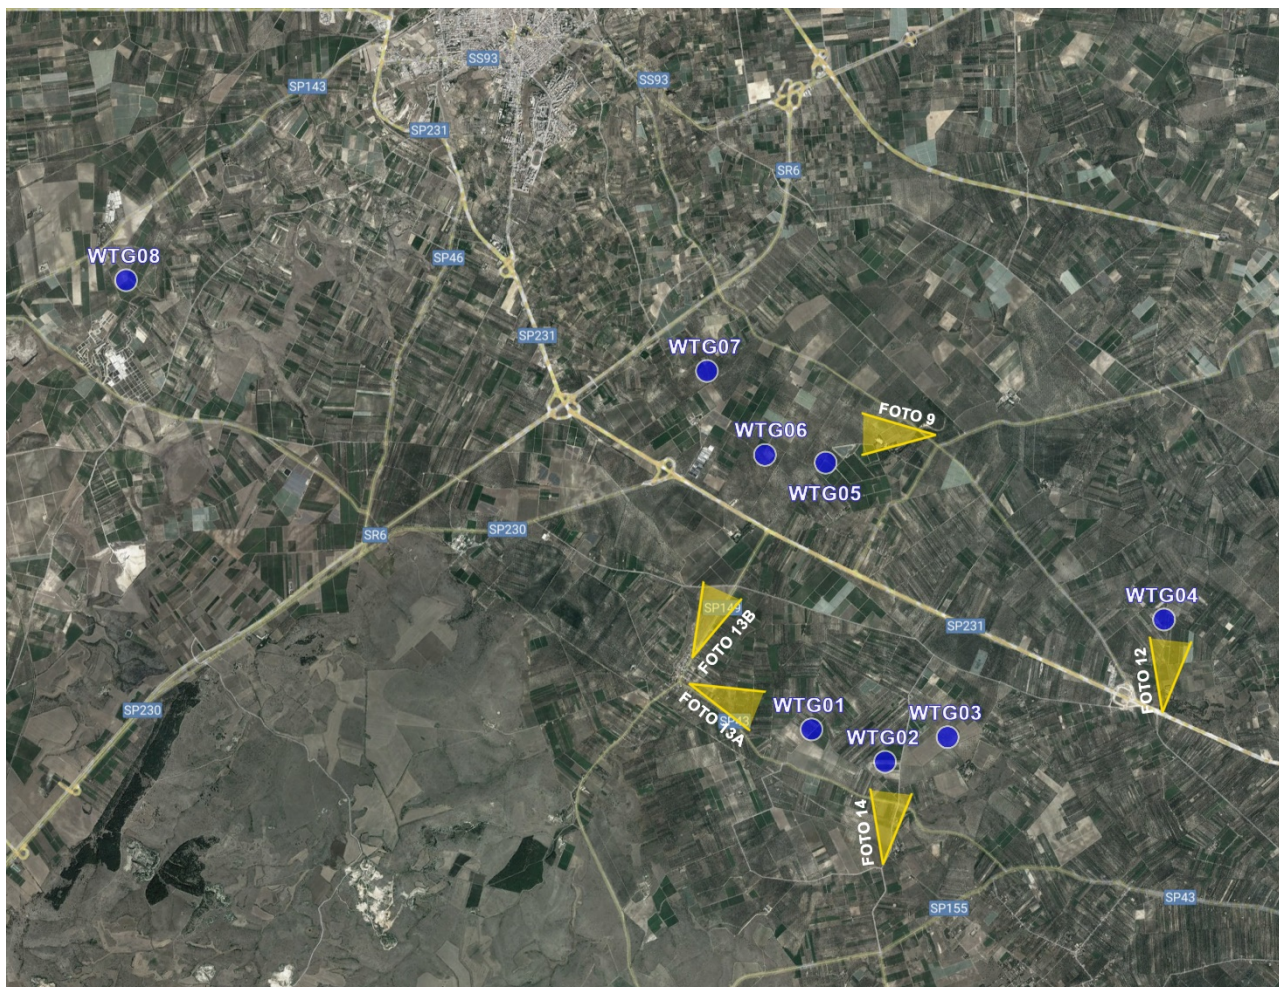 SS93
SS93
SP143
SP231
SR6
WTG08
SP46
SP231
WTG07
FOTO 9
WTG06
WTG05
SP230
SR6
WTG04
SP149
FOTO 13B
SP231
FOTO 12
SP230
SP43
FOTO 13A
WTG01
WTG03
WTG02
FOTO 14
SP43
SP155